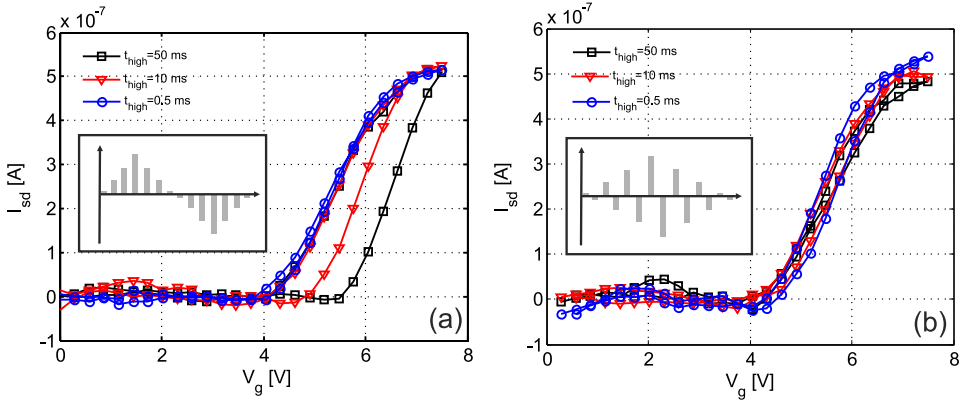 x 10⁻⁷
6
5
4
3
2
1
0
-1
I_sd [A]
t_high=50 ms
t_high=10 ms
t_high=0.5 ms
(a)
0 2 4 6 8
V_g [V]
x 10⁻⁷
6
5
4
3
2
1
0
-1
I_sd [A]
t_high=50 ms
t_high=10 ms
t_high=0.5 ms
(b)
0 2 4 6 8
V_g [V]